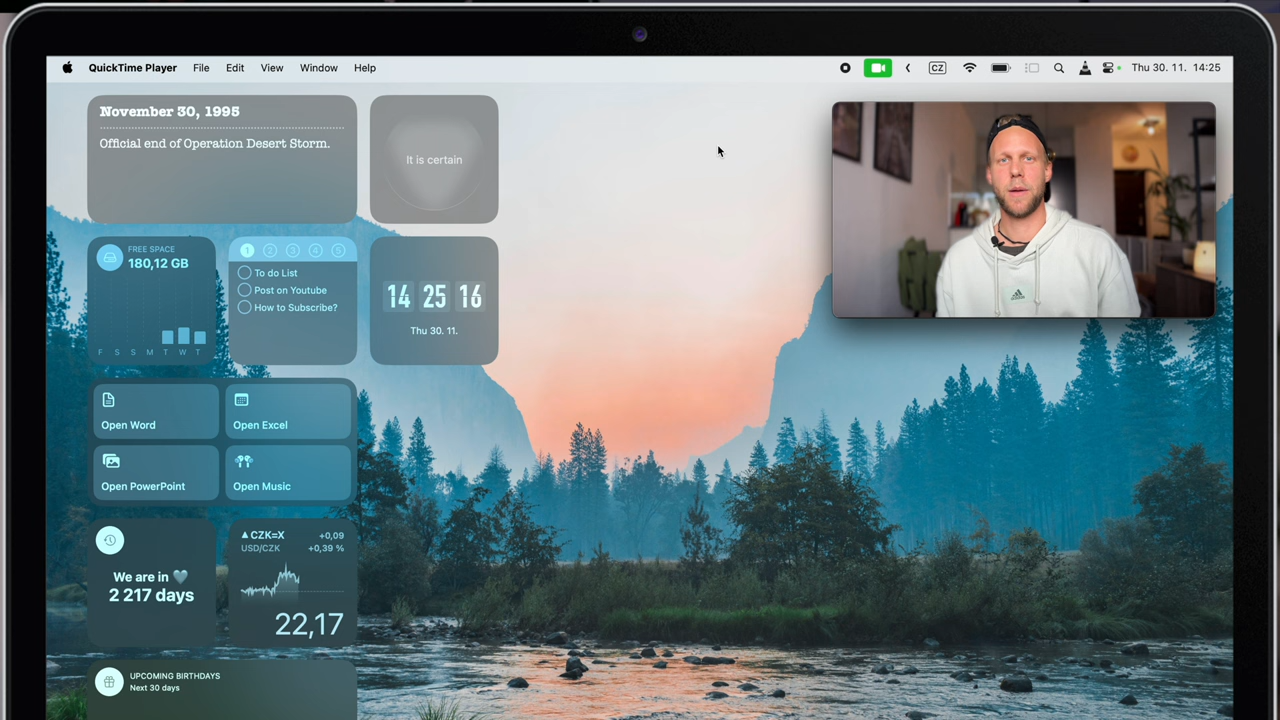 QuickTime Player File Edit View Window Help CZ Thu 30. 11. 14:25
November 30, 1995
Official end of Operation Desert Storm.
It is certain
FREE SPACE
180,12 GB
F S S M T W T
1 2 3 4 5
To do List
Post on Youtube
How to Subscribe?
14 25 16
Thu 30. 11.
Open Word
Open Excel
Open PowerPoint
Open Music
We are in 🩶
2 217 days
▲ CZK=X +0,09
USD/CZK +0,39 %
22,17
UPCOMING BIRTHDAYS
Next 30 days